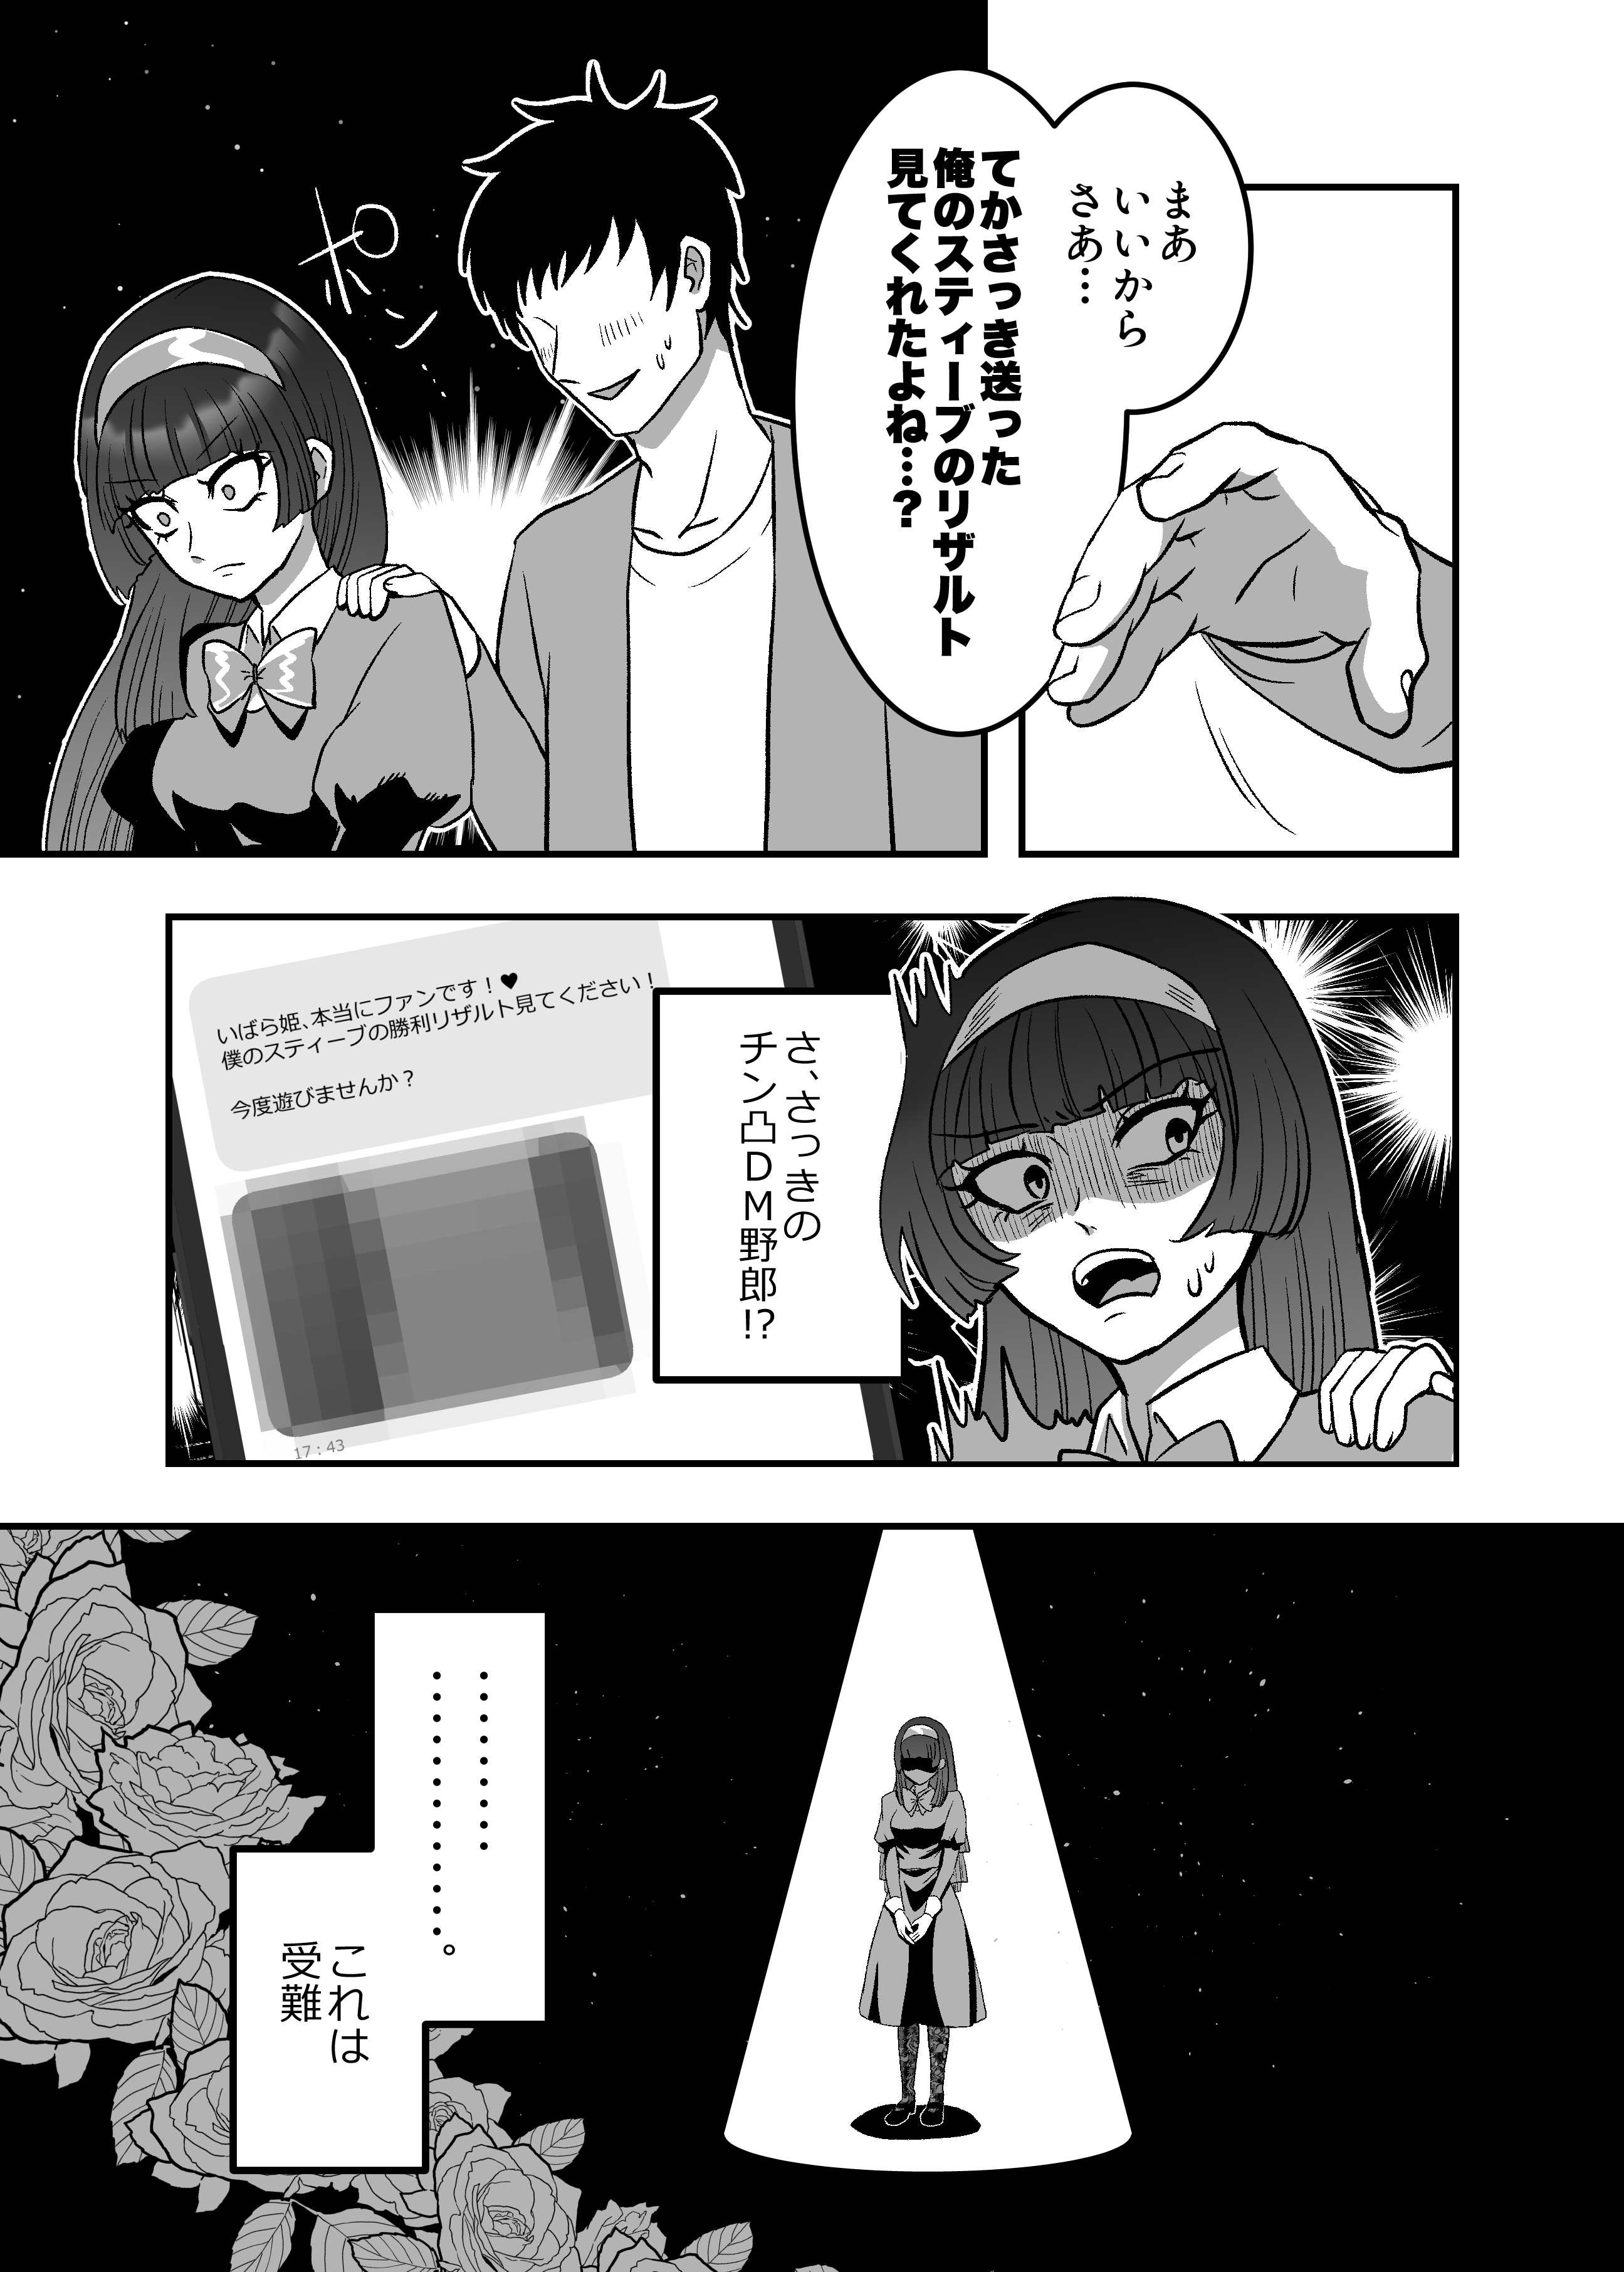 まあ
いいから
さあ…
てかさっき送った
俺のスティーブのリザルト
見てくれたよね…？
ポン
いばら姫、本当にファンです！♥
僕のスティーブの勝利リザルト見てください！
今度遊びませんか？
17：43
さ、さっきの
チン凸DM野郎!?
………
……………。
これは
受難